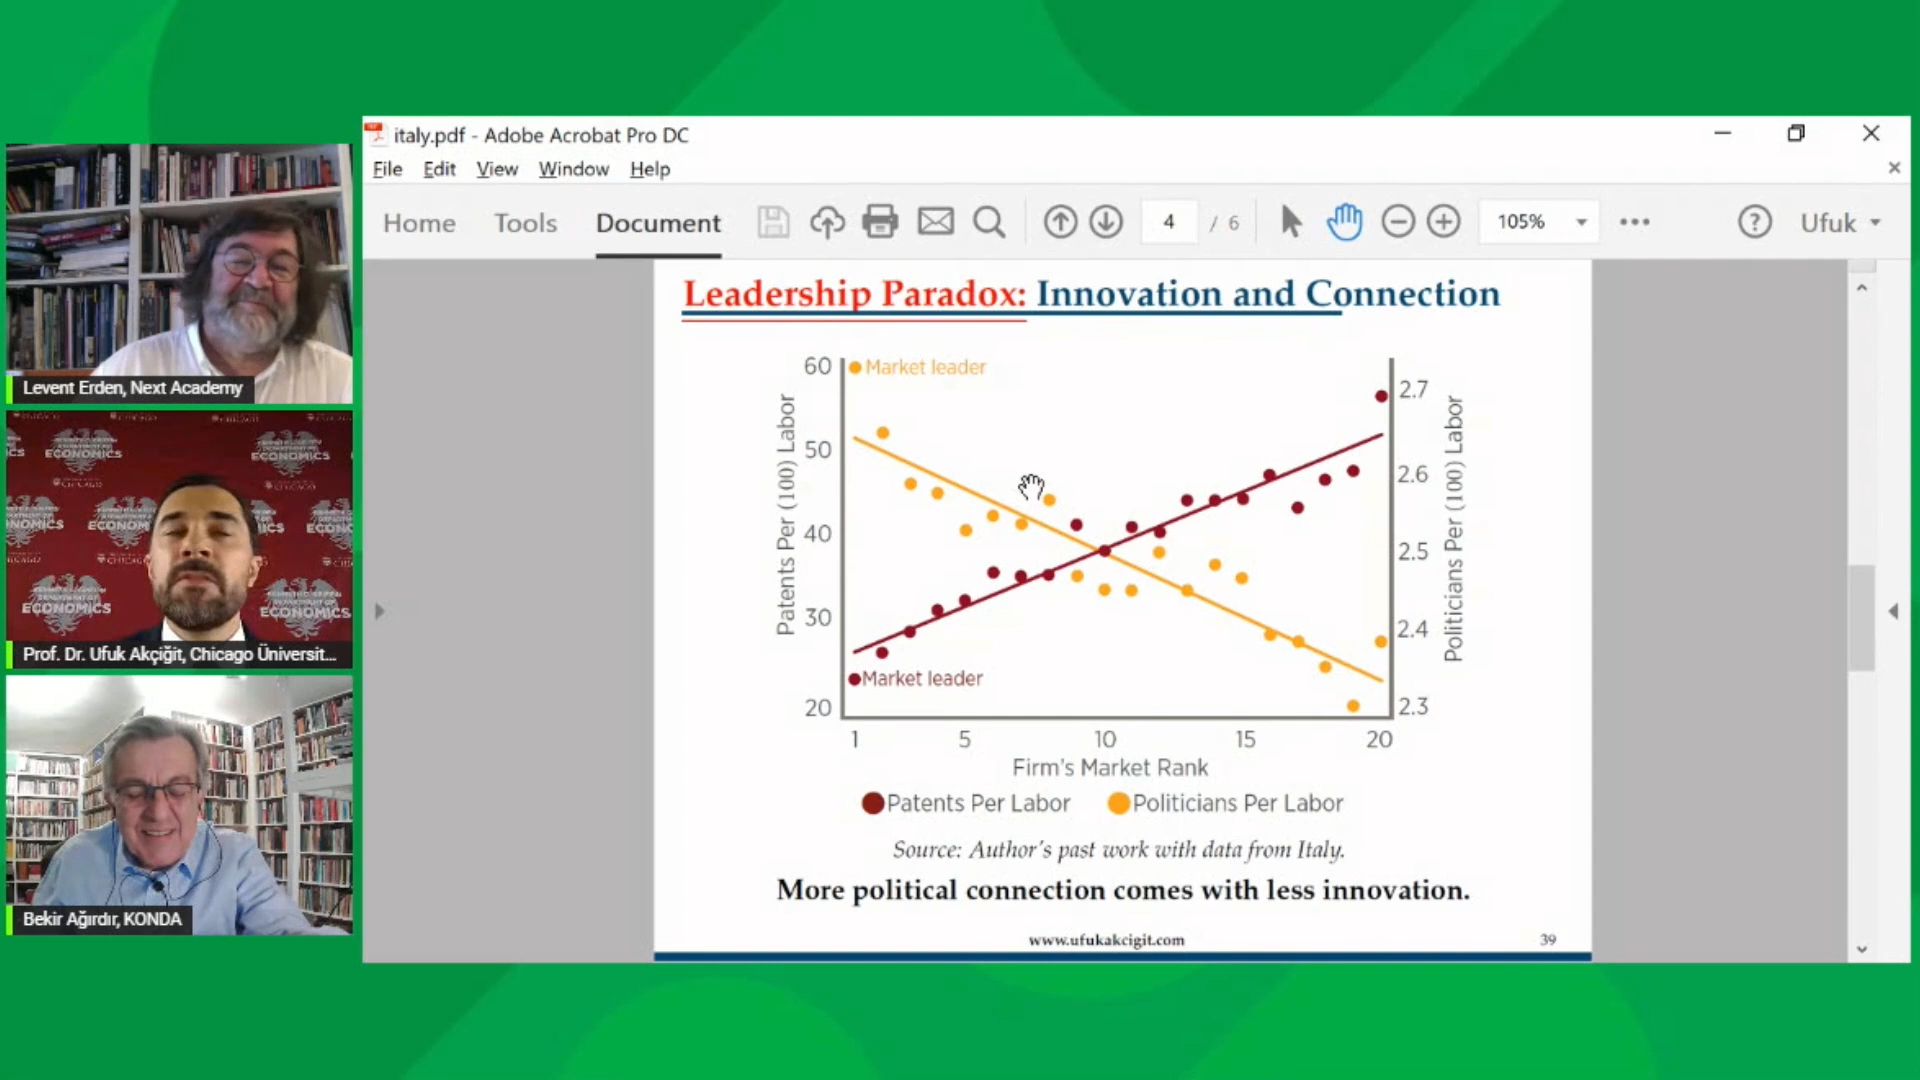 italy.pdf - Adobe Acrobat Pro DC
File Edit View Window Help
Home Tools Document 4 / 6 105% Ufuk
Leadership Paradox: Innovation and Connection
60
50
40
30
20
Patents Per (100) Labor
Market leader
Market leader
2.7
2.6
2.5
2.4
2.3
Politicians Per (100) Labor
1 5 10 15 20
Firm's Market Rank
Patents Per Labor Politicians Per Labor
Source: Author's past work with data from Italy.
More political connection comes with less innovation.
www.ufukakcigit.com 39
Levent Erden, Next Academy
ECONOMICS
ECONOMICS
ECONOMICS
ECONOMICS
ECONOMICS
Prof. Dr. Ufuk Akçiğit, Chicago Üniversit...
Bekir Ağırdır, KONDA